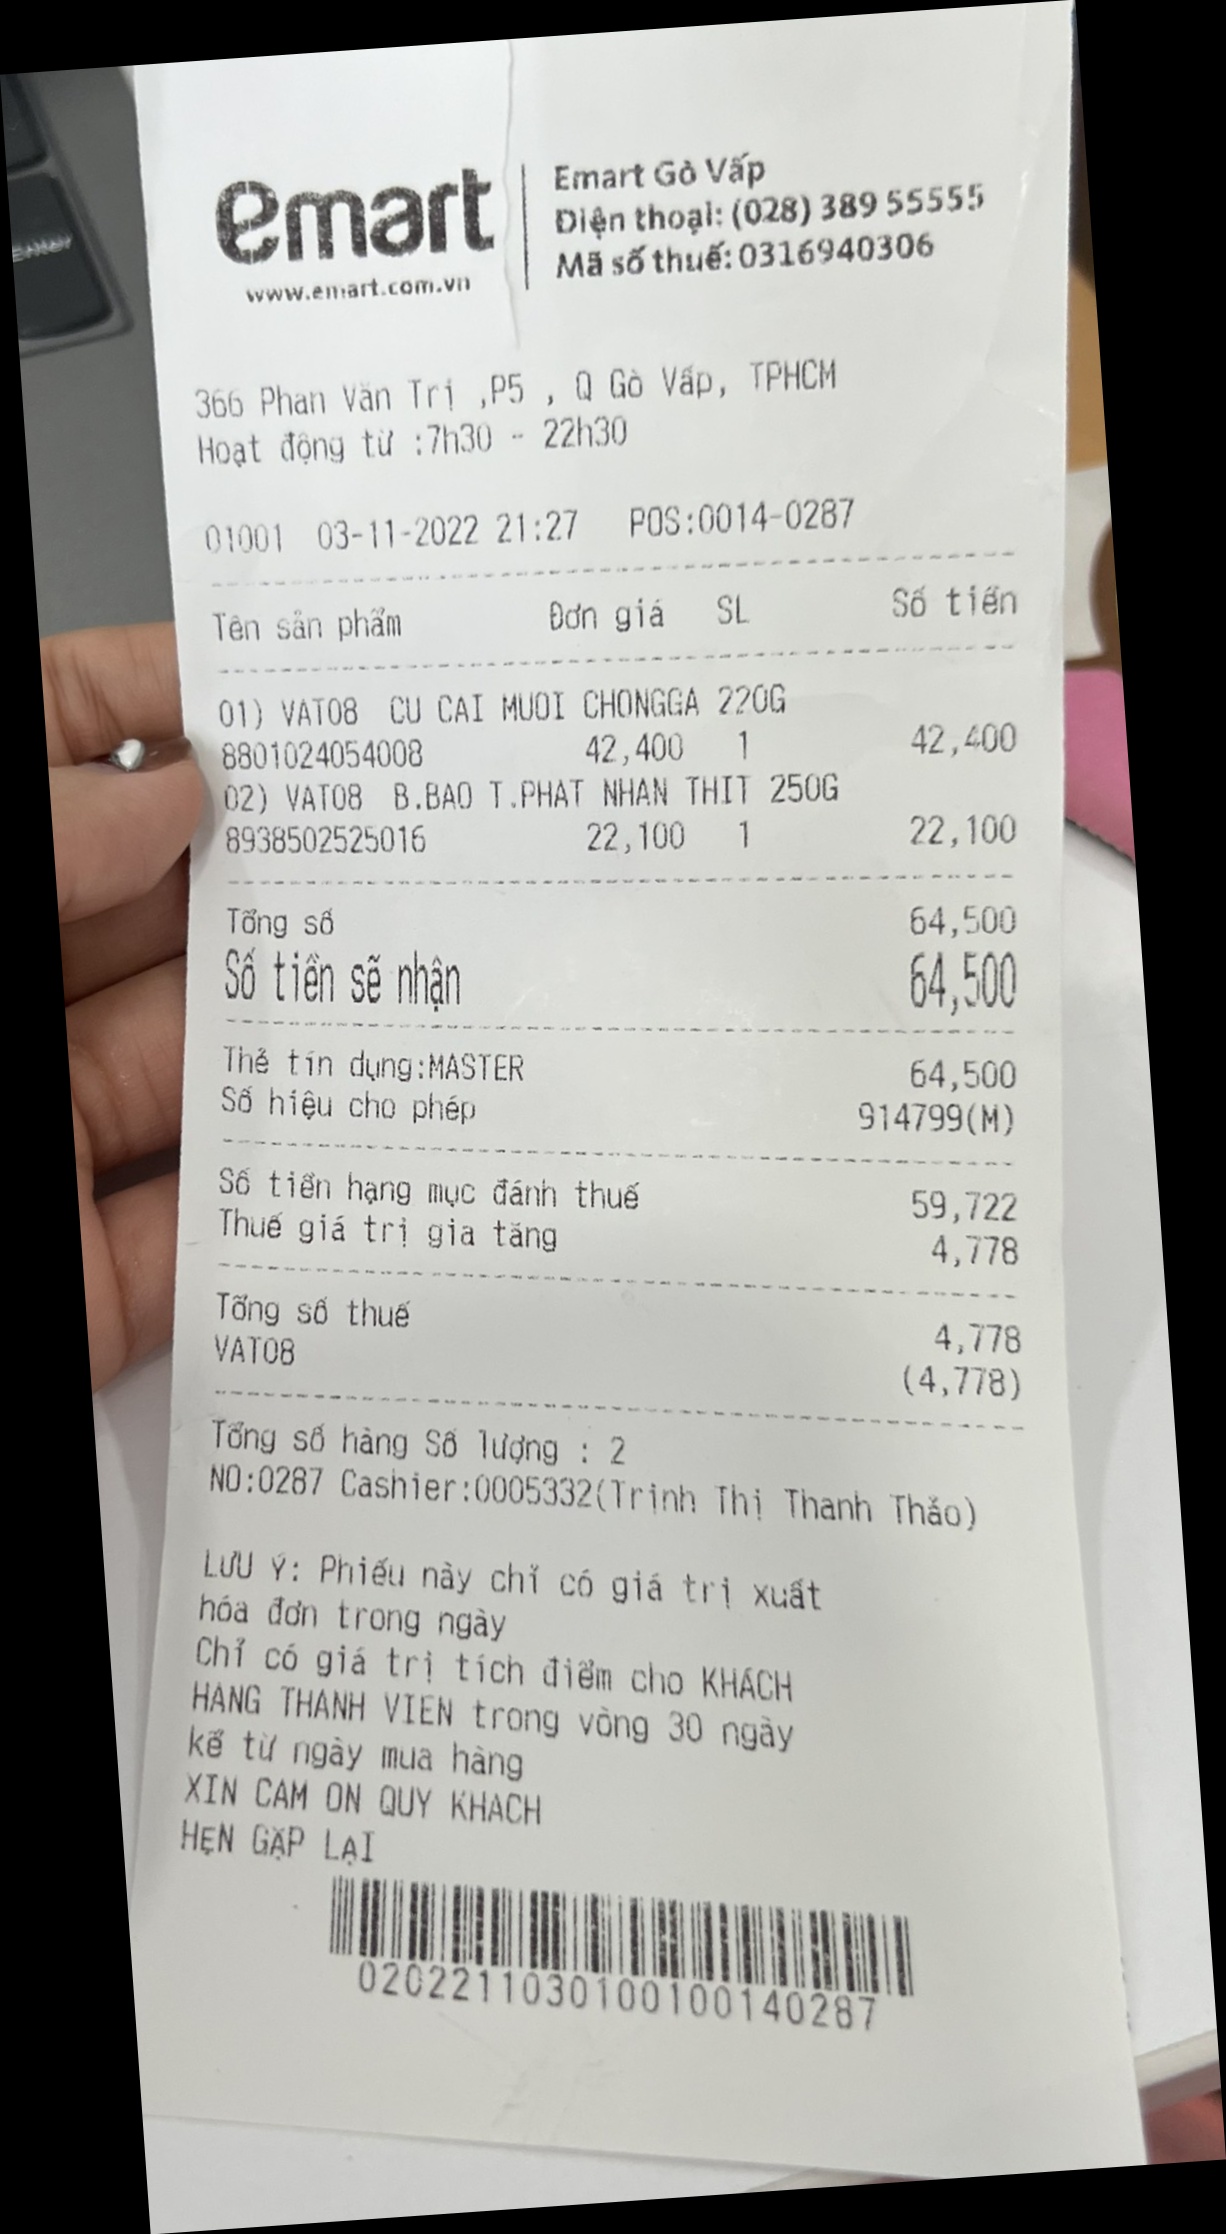 emart
www.emart.com.vn
Emart Gò Vấp
Điện thoại: (028) 389 55555
Mã số thuế: 0316940306
366 Phan Văn Trị ,P5 , Q Gò Vấp, TPHCM
Hoạt động từ :7h30 - 22h30
01001 03-11-2022 21:27 POS:0014-0287
Tên sản phẩm Đơn giá SL Số tiền
01) VAT08 CU CAI MUOI CHONGGA 220G
8801024054008 42,400 1 42,400
02) VAT08 B.BAO T.PHAT NHAN THIT 250G
8938502525016 22,100 1 22,100
Tổng số 64,500
Số tiền sẽ nhận 64,500
Thẻ tín dụng:MASTER 64,500
Số hiệu cho phép 914799(M)
Số tiền hạng mục đánh thuế 59,722
Thuế giá trị gia tăng 4,778
Tổng số thuế 4,778
VAT08 (4,778)
Tổng số hàng Số lượng : 2
NO:0287 Cashier:0005332(Trịnh Thị Thanh Thảo)
LƯU Ý: Phiếu này chỉ có giá trị xuất
hóa đơn trong ngày
Chỉ có giá trị tích điểm cho KHÁCH
HÀNG THÀNH VIÊN trong vòng 30 ngày
kể từ ngày mua hàng
XIN CAM ON QUY KHACH
HẸN GẶP LẠI
0202211030100100140287